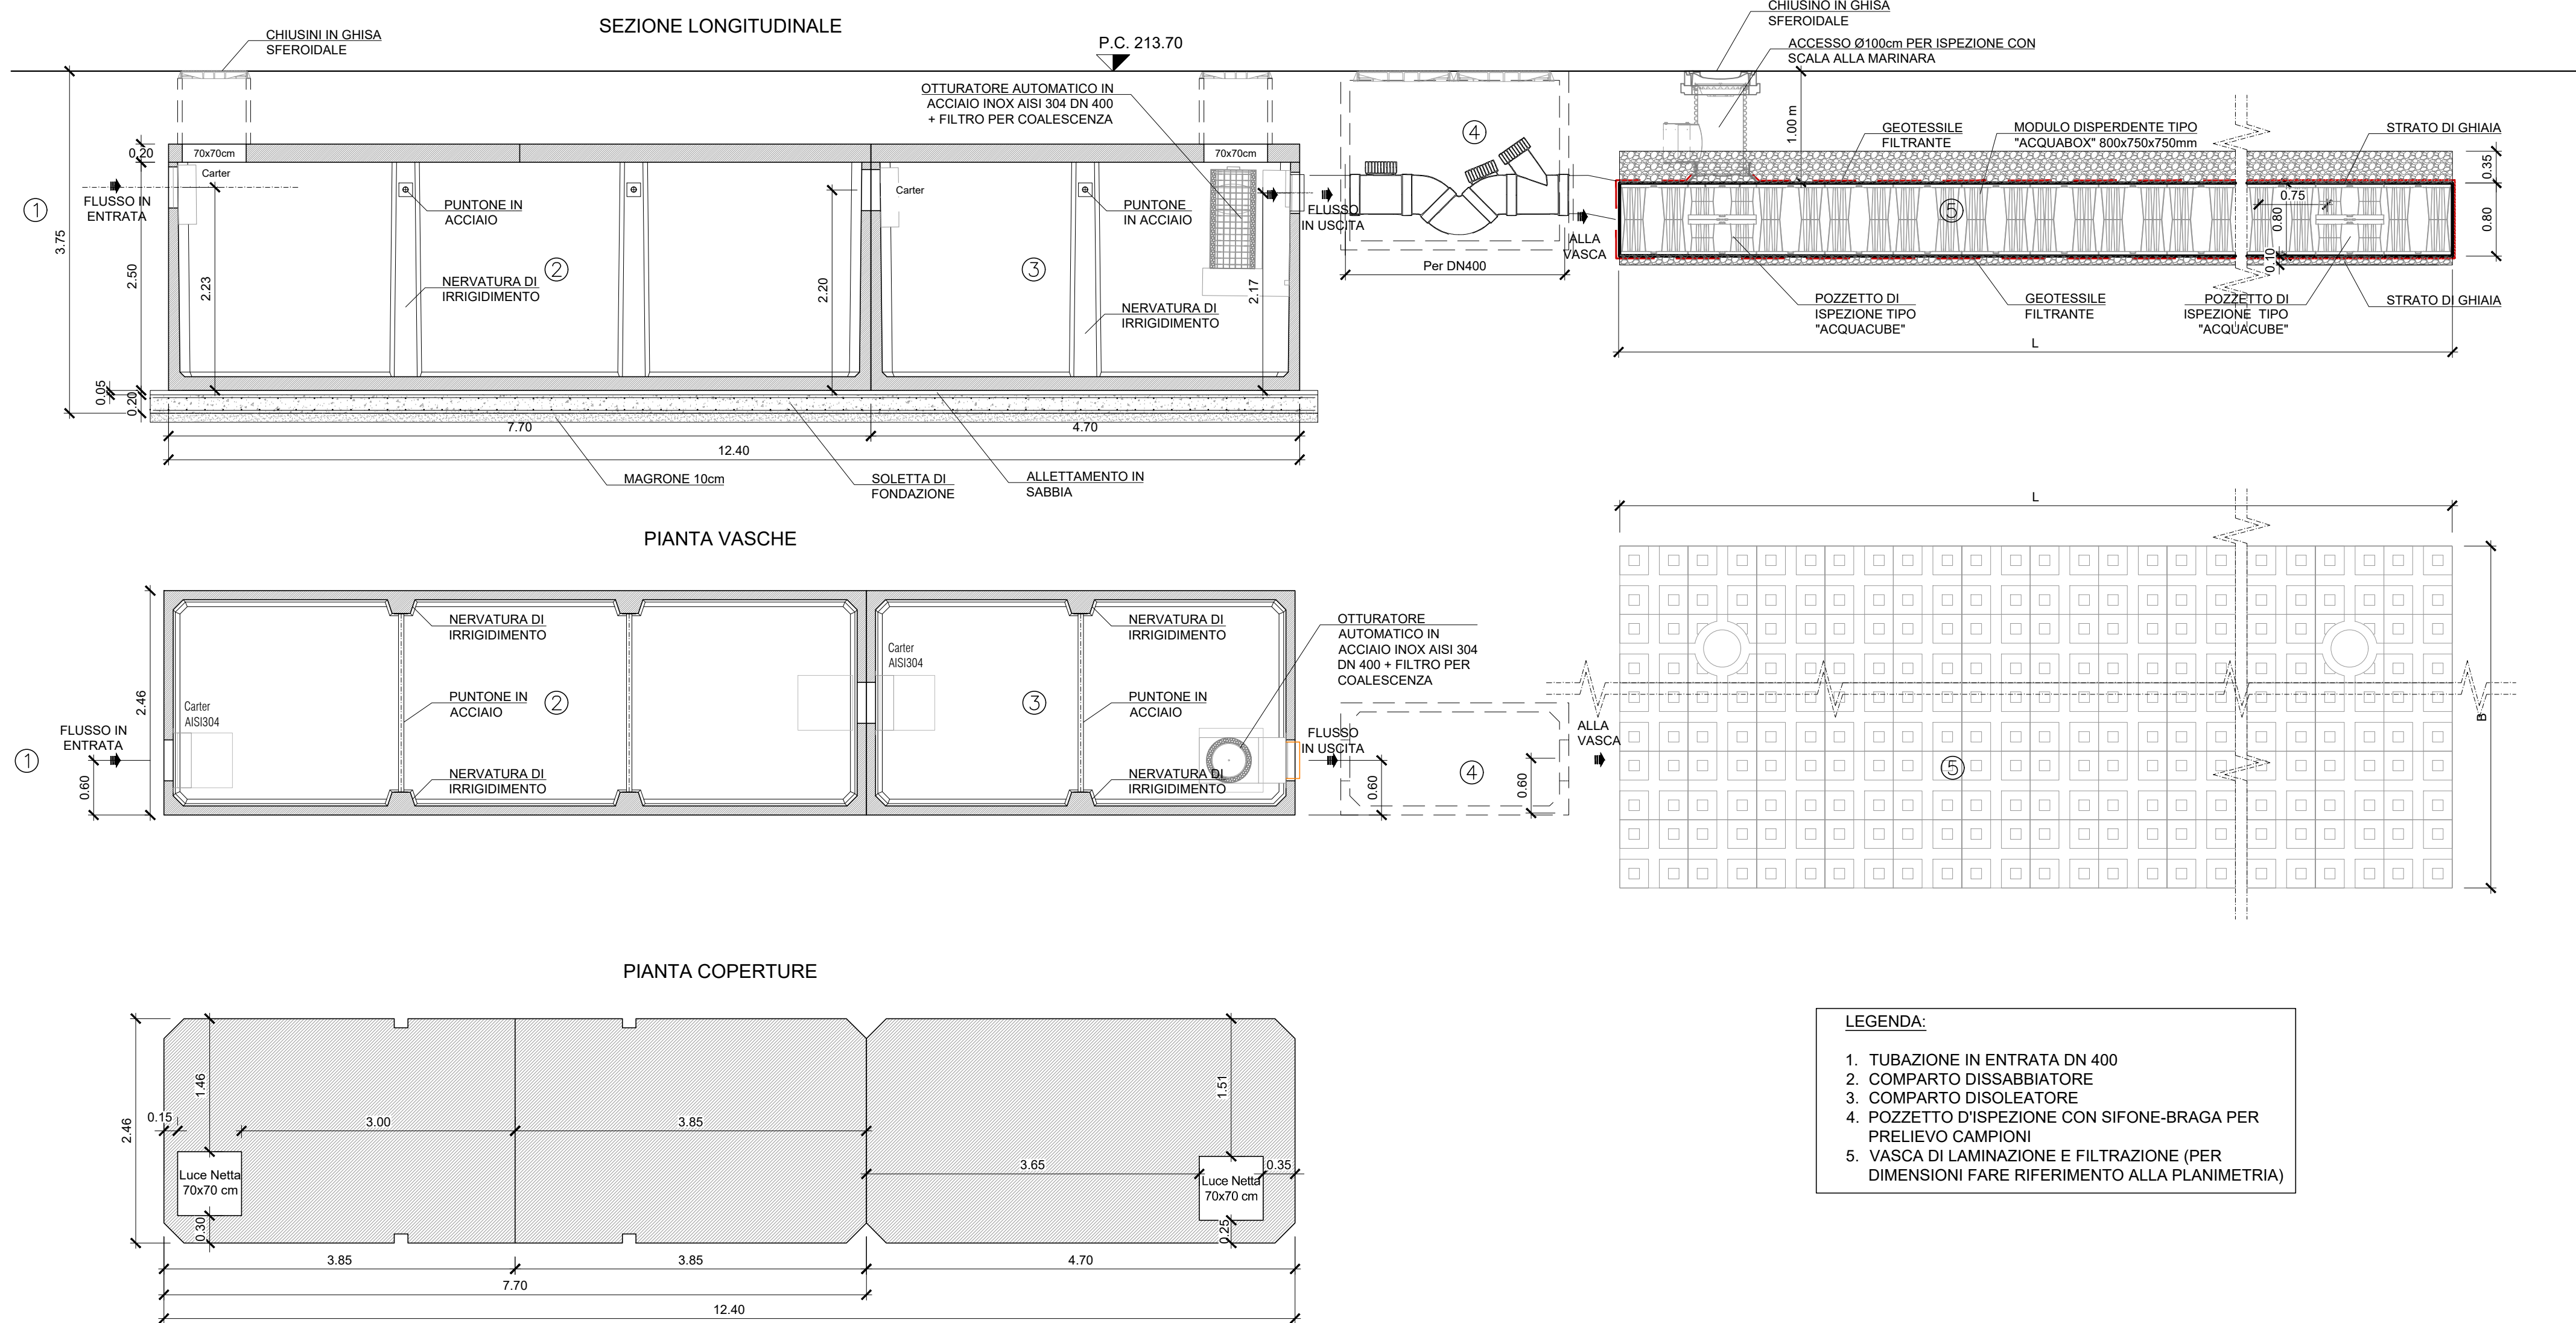 SEZIONE LONGITUDINALE
CHIUSINI IN GHISA
SFEROIDALE
P.C. 213.70
CHIUSINO IN GHISA
SFEROIDALE
ACCESSO Ø100cm PER ISPEZIONE CON
SCALA ALLA MARINARA
OTTURATORE AUTOMATICO IN
ACCIAIO INOX AISI 304 DN 400
+ FILTRO PER COALESCENZA
1.00 m
4
GEOTESSILE
FILTRANTE
MODULO DISPERDENTE TIPO
"ACQUABOX" 800x750x750mm
STRATO DI GHIAIA
0.35
0.20
70x70cm
70x70cm
Carter
Carter
1
FLUSSO IN
ENTRATA
PUNTONE IN
ACCIAIO
PUNTONE
IN ACCIAIO
FLUSSO
IN USCITA
ALLA
VASCA
5
0.75
0.80
0.80
0.10
3.75
2.50
2.23
2
NERVATURA DI
IRRIGIDIMENTO
2.20
3
NERVATURA DI
IRRIGIDIMENTO
2.17
Per DN400
POZZETTO DI
ISPEZIONE TIPO
"ACQUACUBE"
GEOTESSILE
FILTRANTE
POZZETTO DI
ISPEZIONE TIPO
"ACQUACUBE"
STRATO DI GHIAIA
L
0.05
0.20
7.70
4.70
12.40
MAGRONE 10cm
SOLETTA DI
FONDAZIONE
ALLETTAMENTO IN
SABBIA
PIANTA VASCHE
L
2.46
NERVATURA DI
IRRIGIDIMENTO
NERVATURA DI
IRRIGIDIMENTO
OTTURATORE
AUTOMATICO IN
ACCIAIO INOX AISI 304
DN 400 + FILTRO PER
COALESCENZA
Carter
AISI304
Carter
AISI304
PUNTONE IN
ACCIAIO
2
3
PUNTONE IN
ACCIAIO
1
FLUSSO IN
ENTRATA
0.60
FLUSSO
IN USCITA
0.60
4
0.60
ALLA
VASCA
5
B
NERVATURA DI
IRRIGIDIMENTO
NERVATURA DI
IRRIGIDIMENTO
PIANTA COPERTURE
2.46
1.46
0.15
3.00
3.85
1.51
3.65
0.35
Luce Netta
70x70 cm
Luce Netta
70x70 cm
0.30
0.25
3.85
3.85
4.70
7.70
12.40
LEGENDA:
1. TUBAZIONE IN ENTRATA DN 400
2. COMPARTO DISSABBIATORE
3. COMPARTO DISOLEATORE
4. POZZETTO D'ISPEZIONE CON SIFONE-BRAGA PER
PRELIEVO CAMPIONI
5. VASCA DI LAMINAZIONE E FILTRAZIONE (PER
DIMENSIONI FARE RIFERIMENTO ALLA PLANIMETRIA)